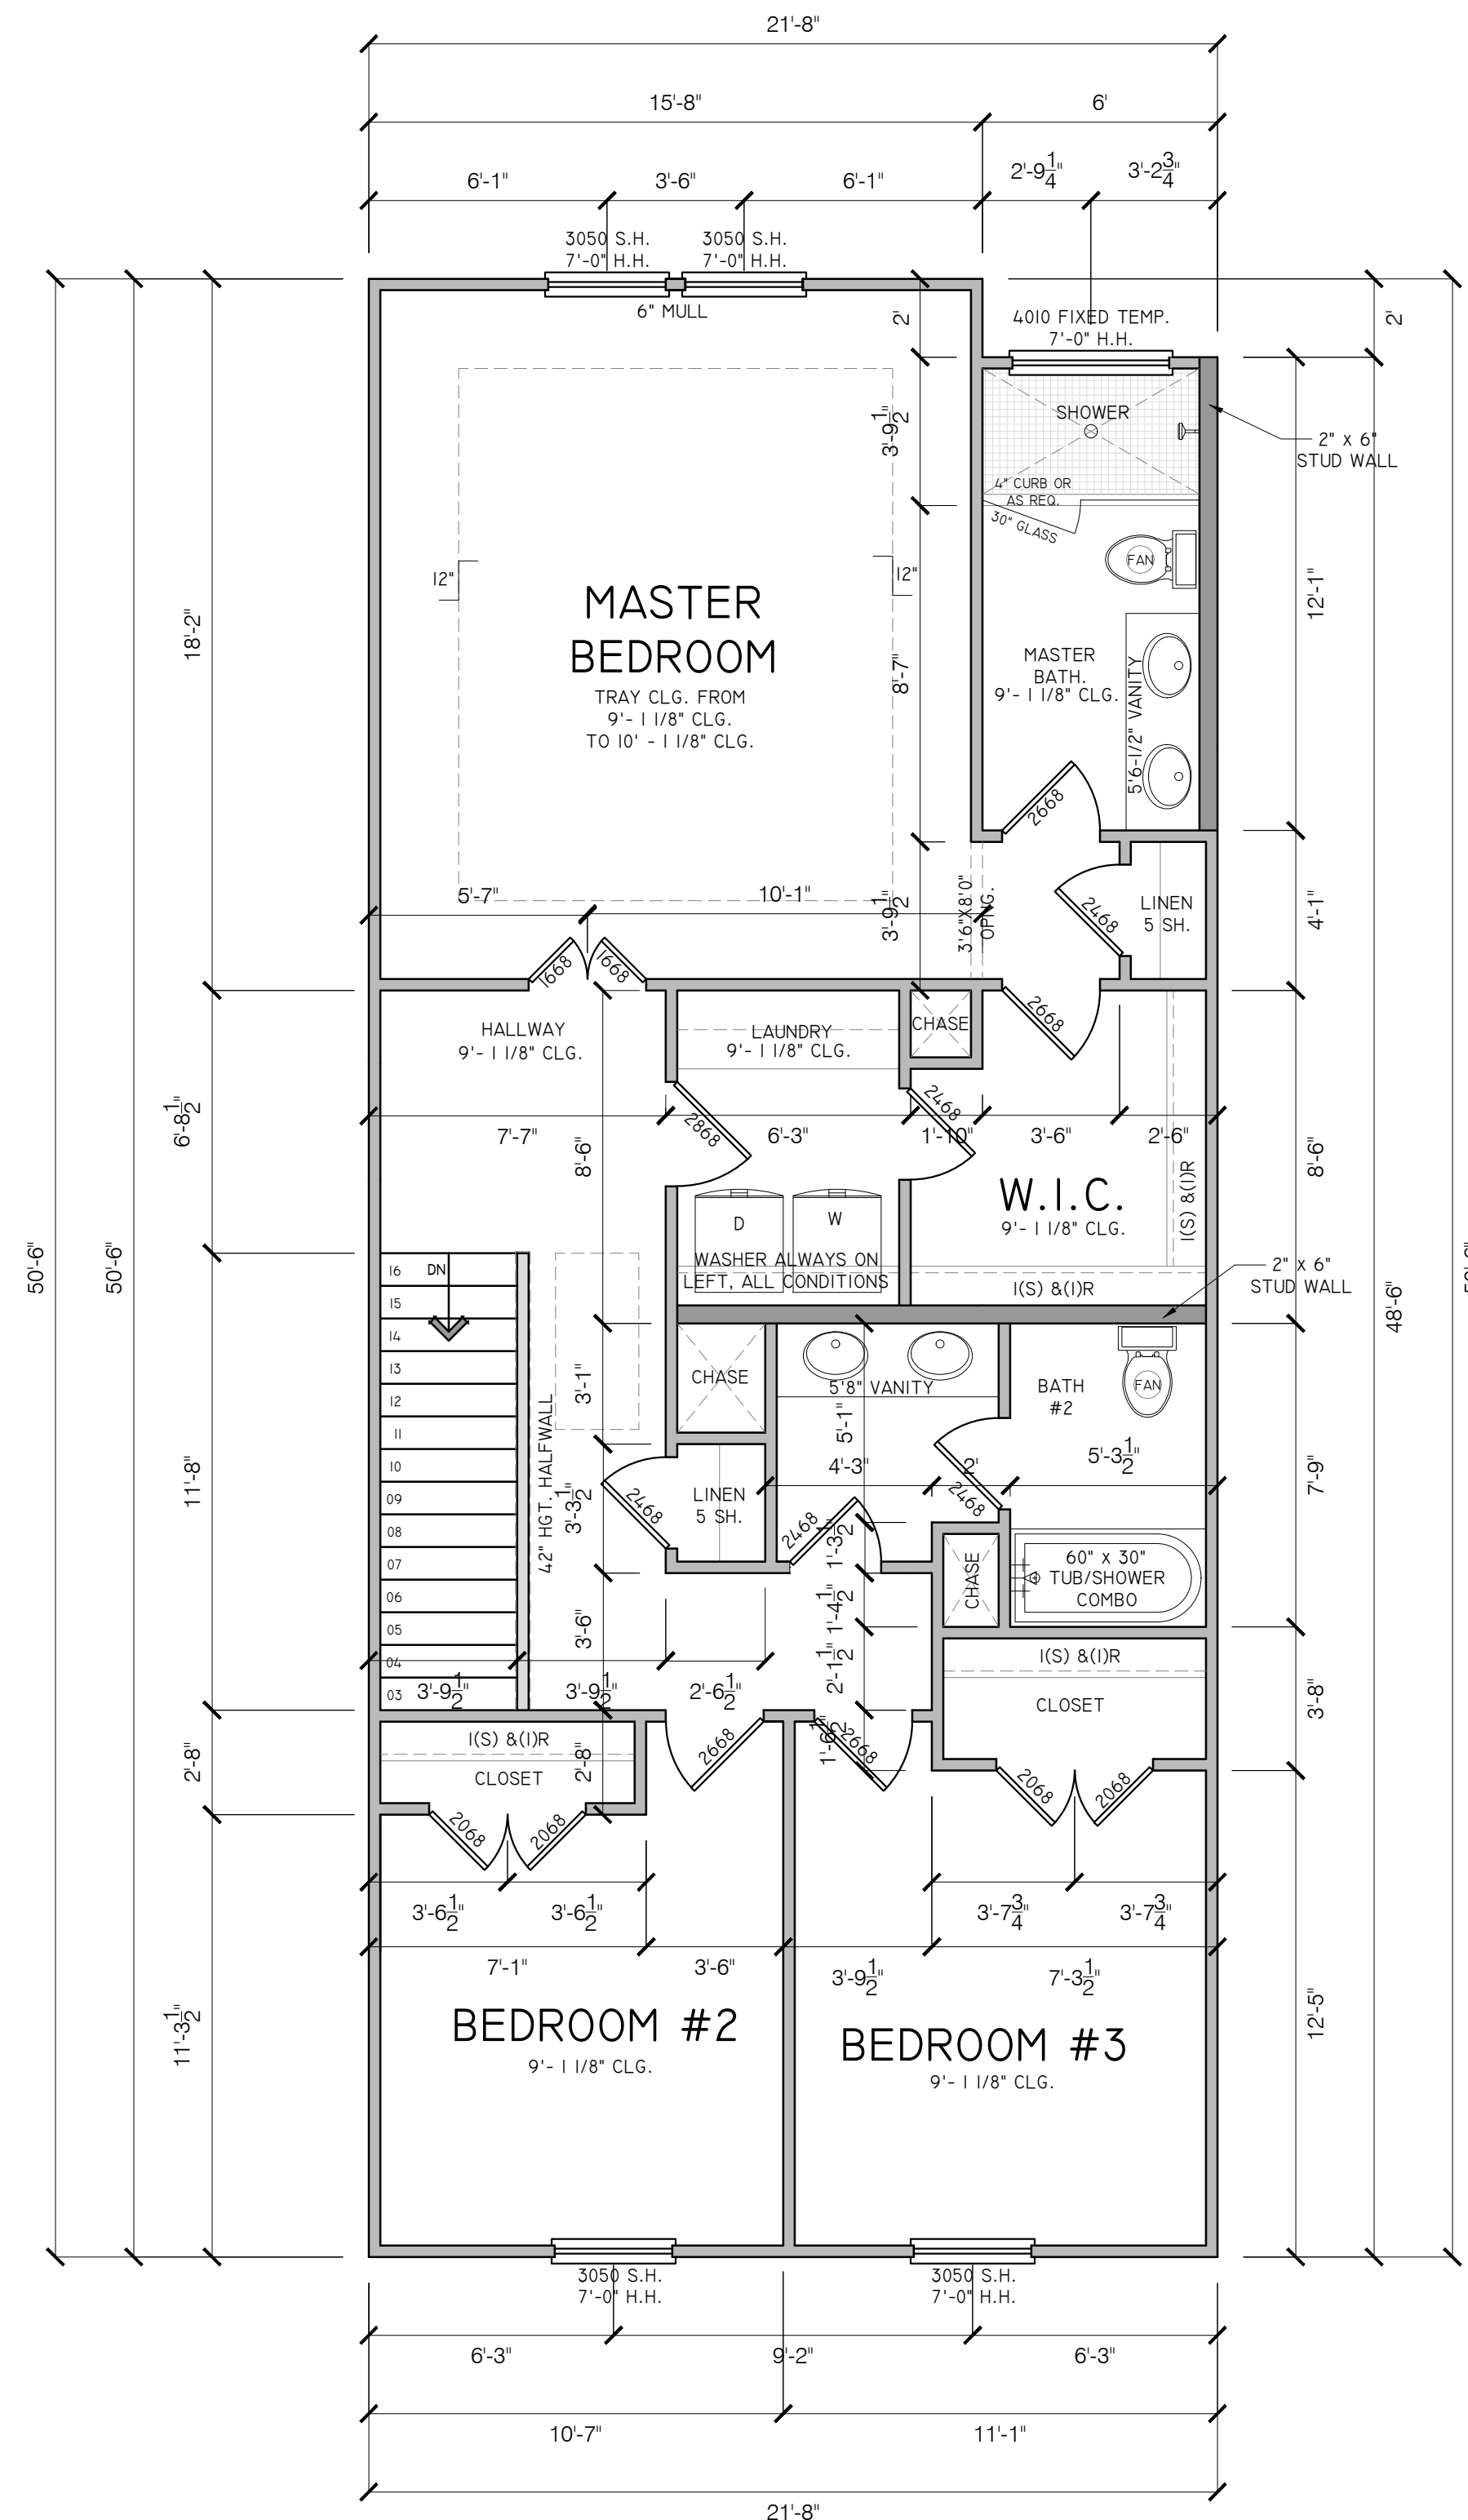 21'-8"
15'-8"
6'
6'-1"
3'-6"
6'-1"
2'-9 1/4"
3'-2 3/4"
3050 S.H.
7'-0" H.H.
3050 S.H.
7'-0" H.H.
6" MULL
2'
4010 FIXED TEMP.
7'-0" H.H.
2'
SHOWER
3'-9 1/2"
2" x 6"
STUD WALL
4" CURB OR
AS REQ.
30" GLASS
FAN
12"
12"
12'-1"
18'-2"
MASTER
BEDROOM
TRAY CLG. FROM
9'- 1 1/8" CLG.
TO 10' - 1 1/8" CLG.
8'-7"
MASTER
BATH.
9'- 1 1/8" CLG.
5'6-1/2" VANITY
2668
5'-7"
10'-1"
3'-9 1/2"
3'6"X8'0"
OPNG.
2468
LINEN
5 SH.
4'-1"
1668
1668
HALLWAY
9'- 1 1/8" CLG.
LAUNDRY
9'- 1 1/8" CLG.
CHASE
2668
6'-8 1/2"
7'-7"
8'-6"
2868
6'-3"
2468
1'-10"
3'-6"
2'-6"
8'-6"
W.I.C.
9'- 1 1/8" CLG.
1(S) &(1)R
D
W
WASHER ALWAYS ON
LEFT, ALL CONDITIONS
1(S) &(1)R
2" x 6"
STUD WALL
50'-6"
50'-6"
48'-6"
16
DN
15
14
13
12
11
10
09
08
07
06
05
04
03
42" HGT. HALFWALL
11'-8"
3'-1"
CHASE
5'8" VANITY
5'-1"
BATH
#2
FAN
4'-3"
2'
5'-3 1/2"
7'-9"
3'-3 1/2"
2468
LINEN
5 SH.
2468
2468
1'-3 1/2"
CHASE
60" x 30"
TUB/SHOWER
COMBO
1'-4 1/2"
3'-6"
2'-1 1/2"
1(S) &(1)R
CLOSET
3'-8"
3'-9 1/2"
3'-9 1/2"
2'-6 1/2"
1(S) &(1)R
CLOSET
2'-8"
2'-8"
2668
1'-6 1/2"
2668
2068
2068
2068
2068
3'-6 1/2"
3'-6 1/2"
3'-7 3/4"
3'-7 3/4"
7'-1"
3'-6"
3'-9 1/2"
7'-3 1/2"
11'-3 1/2"
12'-5"
BEDROOM #2
9'- 1 1/8" CLG.
BEDROOM #3
9'- 1 1/8" CLG.
3050 S.H.
7'-0" H.H.
3050 S.H.
7'-0" H.H.
6'-3"
9'-2"
6'-3"
10'-7"
11'-1"
21'-8"